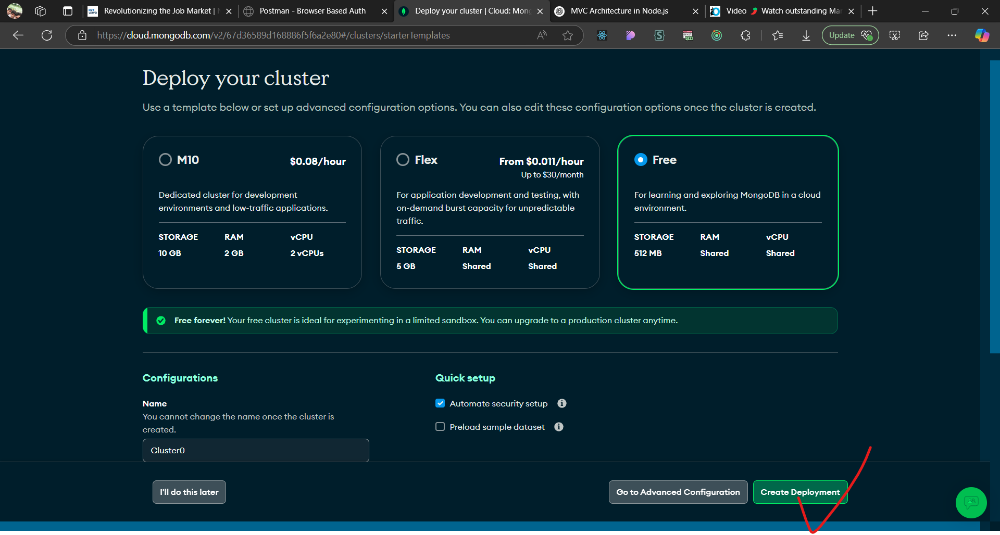 Revolutionizing the Job Market |
Postman - Browser Based Auth
Deploy your cluster | Cloud: Mon
MVC Architecture in Node.js
Video 🌶️ Watch outstanding Mar
https://cloud.mongodb.com/v2/67d36589d168886f5f6a2e80#/clusters/starterTemplates
Update
Deploy your cluster
Use a template below or set up advanced configuration options. You can also edit these configuration options once the cluster is created.
M10
$0.08/hour
Dedicated cluster for development
environments and low-traffic applications.
STORAGE RAM vCPU
10 GB 2 GB 2 vCPUs
Flex
From $0.011/hour
Up to $30/month
For application development and testing, with
on-demand burst capacity for unpredictable
traffic.
STORAGE RAM vCPU
5 GB Shared Shared
Free
For learning and exploring MongoDB in a cloud
environment.
STORAGE RAM vCPU
512 MB Shared Shared
Free forever! Your free cluster is ideal for experimenting in a limited sandbox. You can upgrade to a production cluster anytime.
Configurations
Name
You cannot change the name once the cluster is
created.
Cluster0
Quick setup
Automate security setup
Preload sample dataset
I'll do this later
Go to Advanced Configuration
Create Deployment